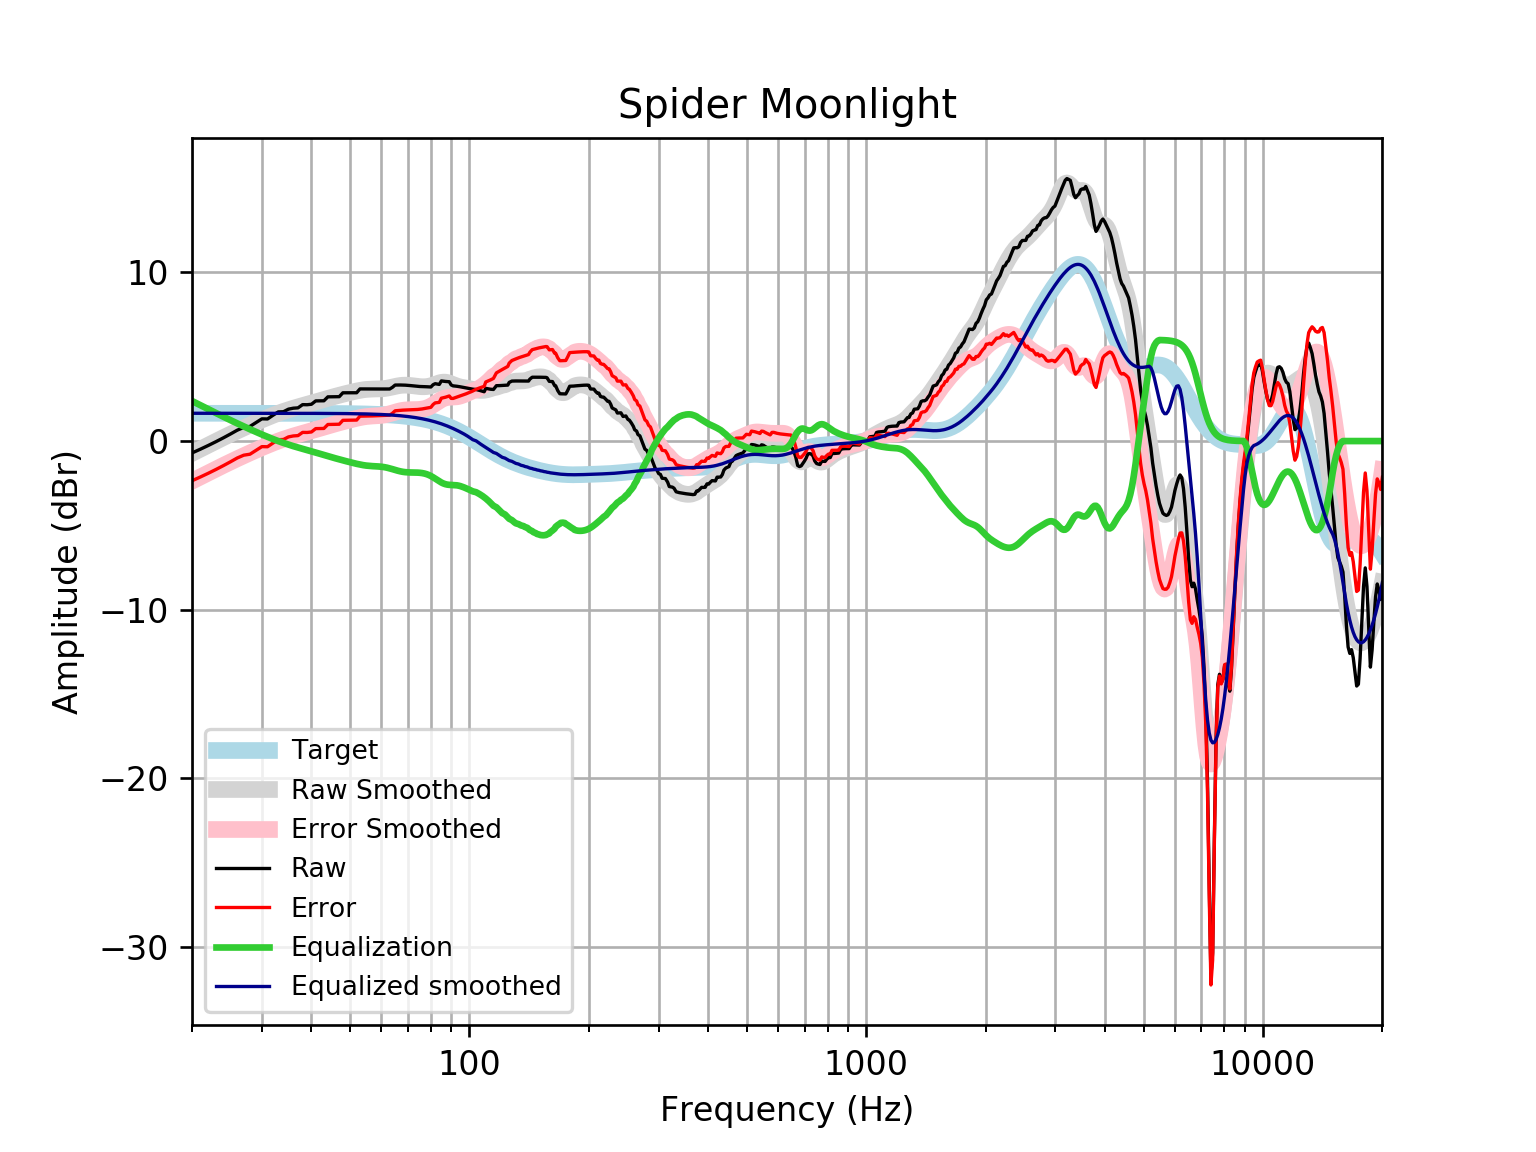 Spider Moonlight
10
0
−10
−20
−30
Amplitude (dBr)
Target
Raw Smoothed
Error Smoothed
Raw
Error
Equalization
Equalized smoothed
100
1000
10000
Frequency (Hz)